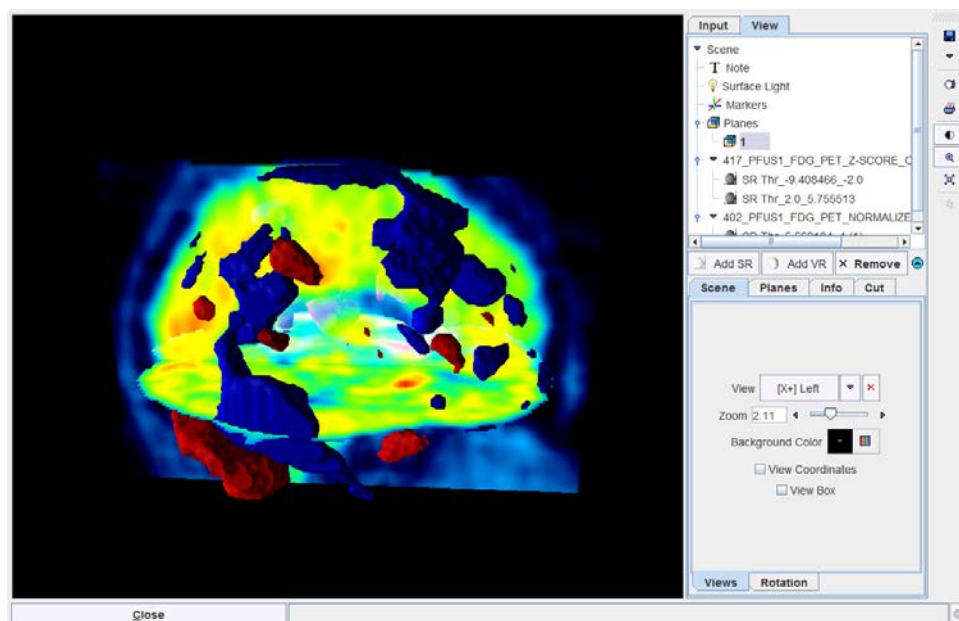 Input View
Scene
Note
Surface Light
Markers
Planes
1
417_PFUS1_FDG_PET_Z-SCORE_C
SR Thr_-9.408466_-2.0
SR Thr_2.0_5.755513
402_PFUS1_FDG_PET_NORMALIZE
Add SR Add VR Remove
Scene Planes Info Cut
View [X+] Left
Zoom 2.11
Background Color
View Coordinates
View Box
Views Rotation
Close